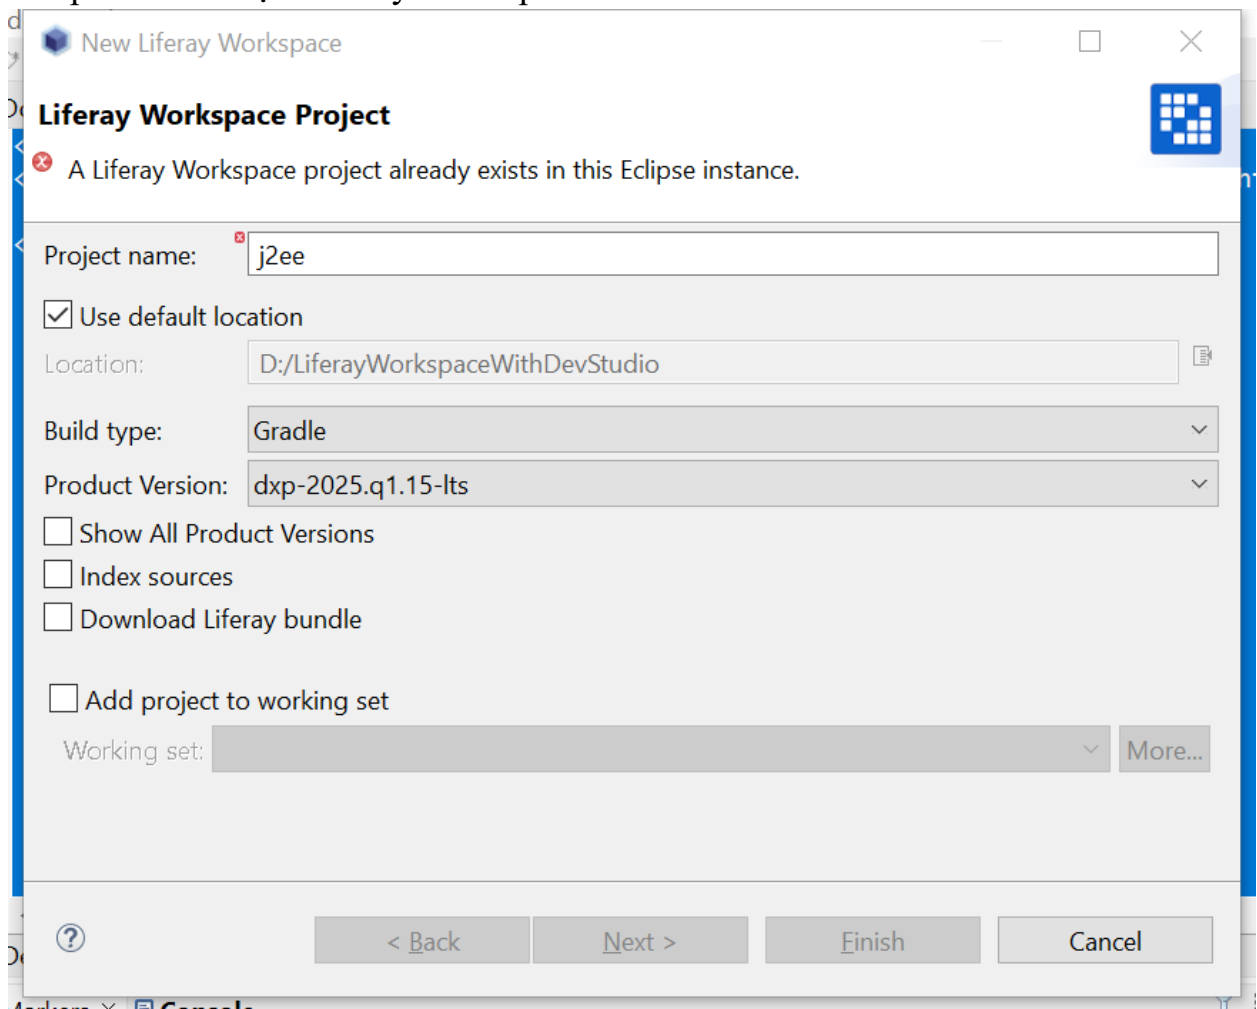 New Liferay Workspace
Liferay Workspace Project
A Liferay Workspace project already exists in this Eclipse instance.
Project name: j2ee
Use default location
Location: D:/LiferayWorkspaceWithDevStudio
Build type: Gradle
Product Version: dxp-2025.q1.15-lts
Show All Product Versions
Index sources
Download Liferay bundle
Add project to working set
Working set: More...
< Back Next > Finish Cancel
Console